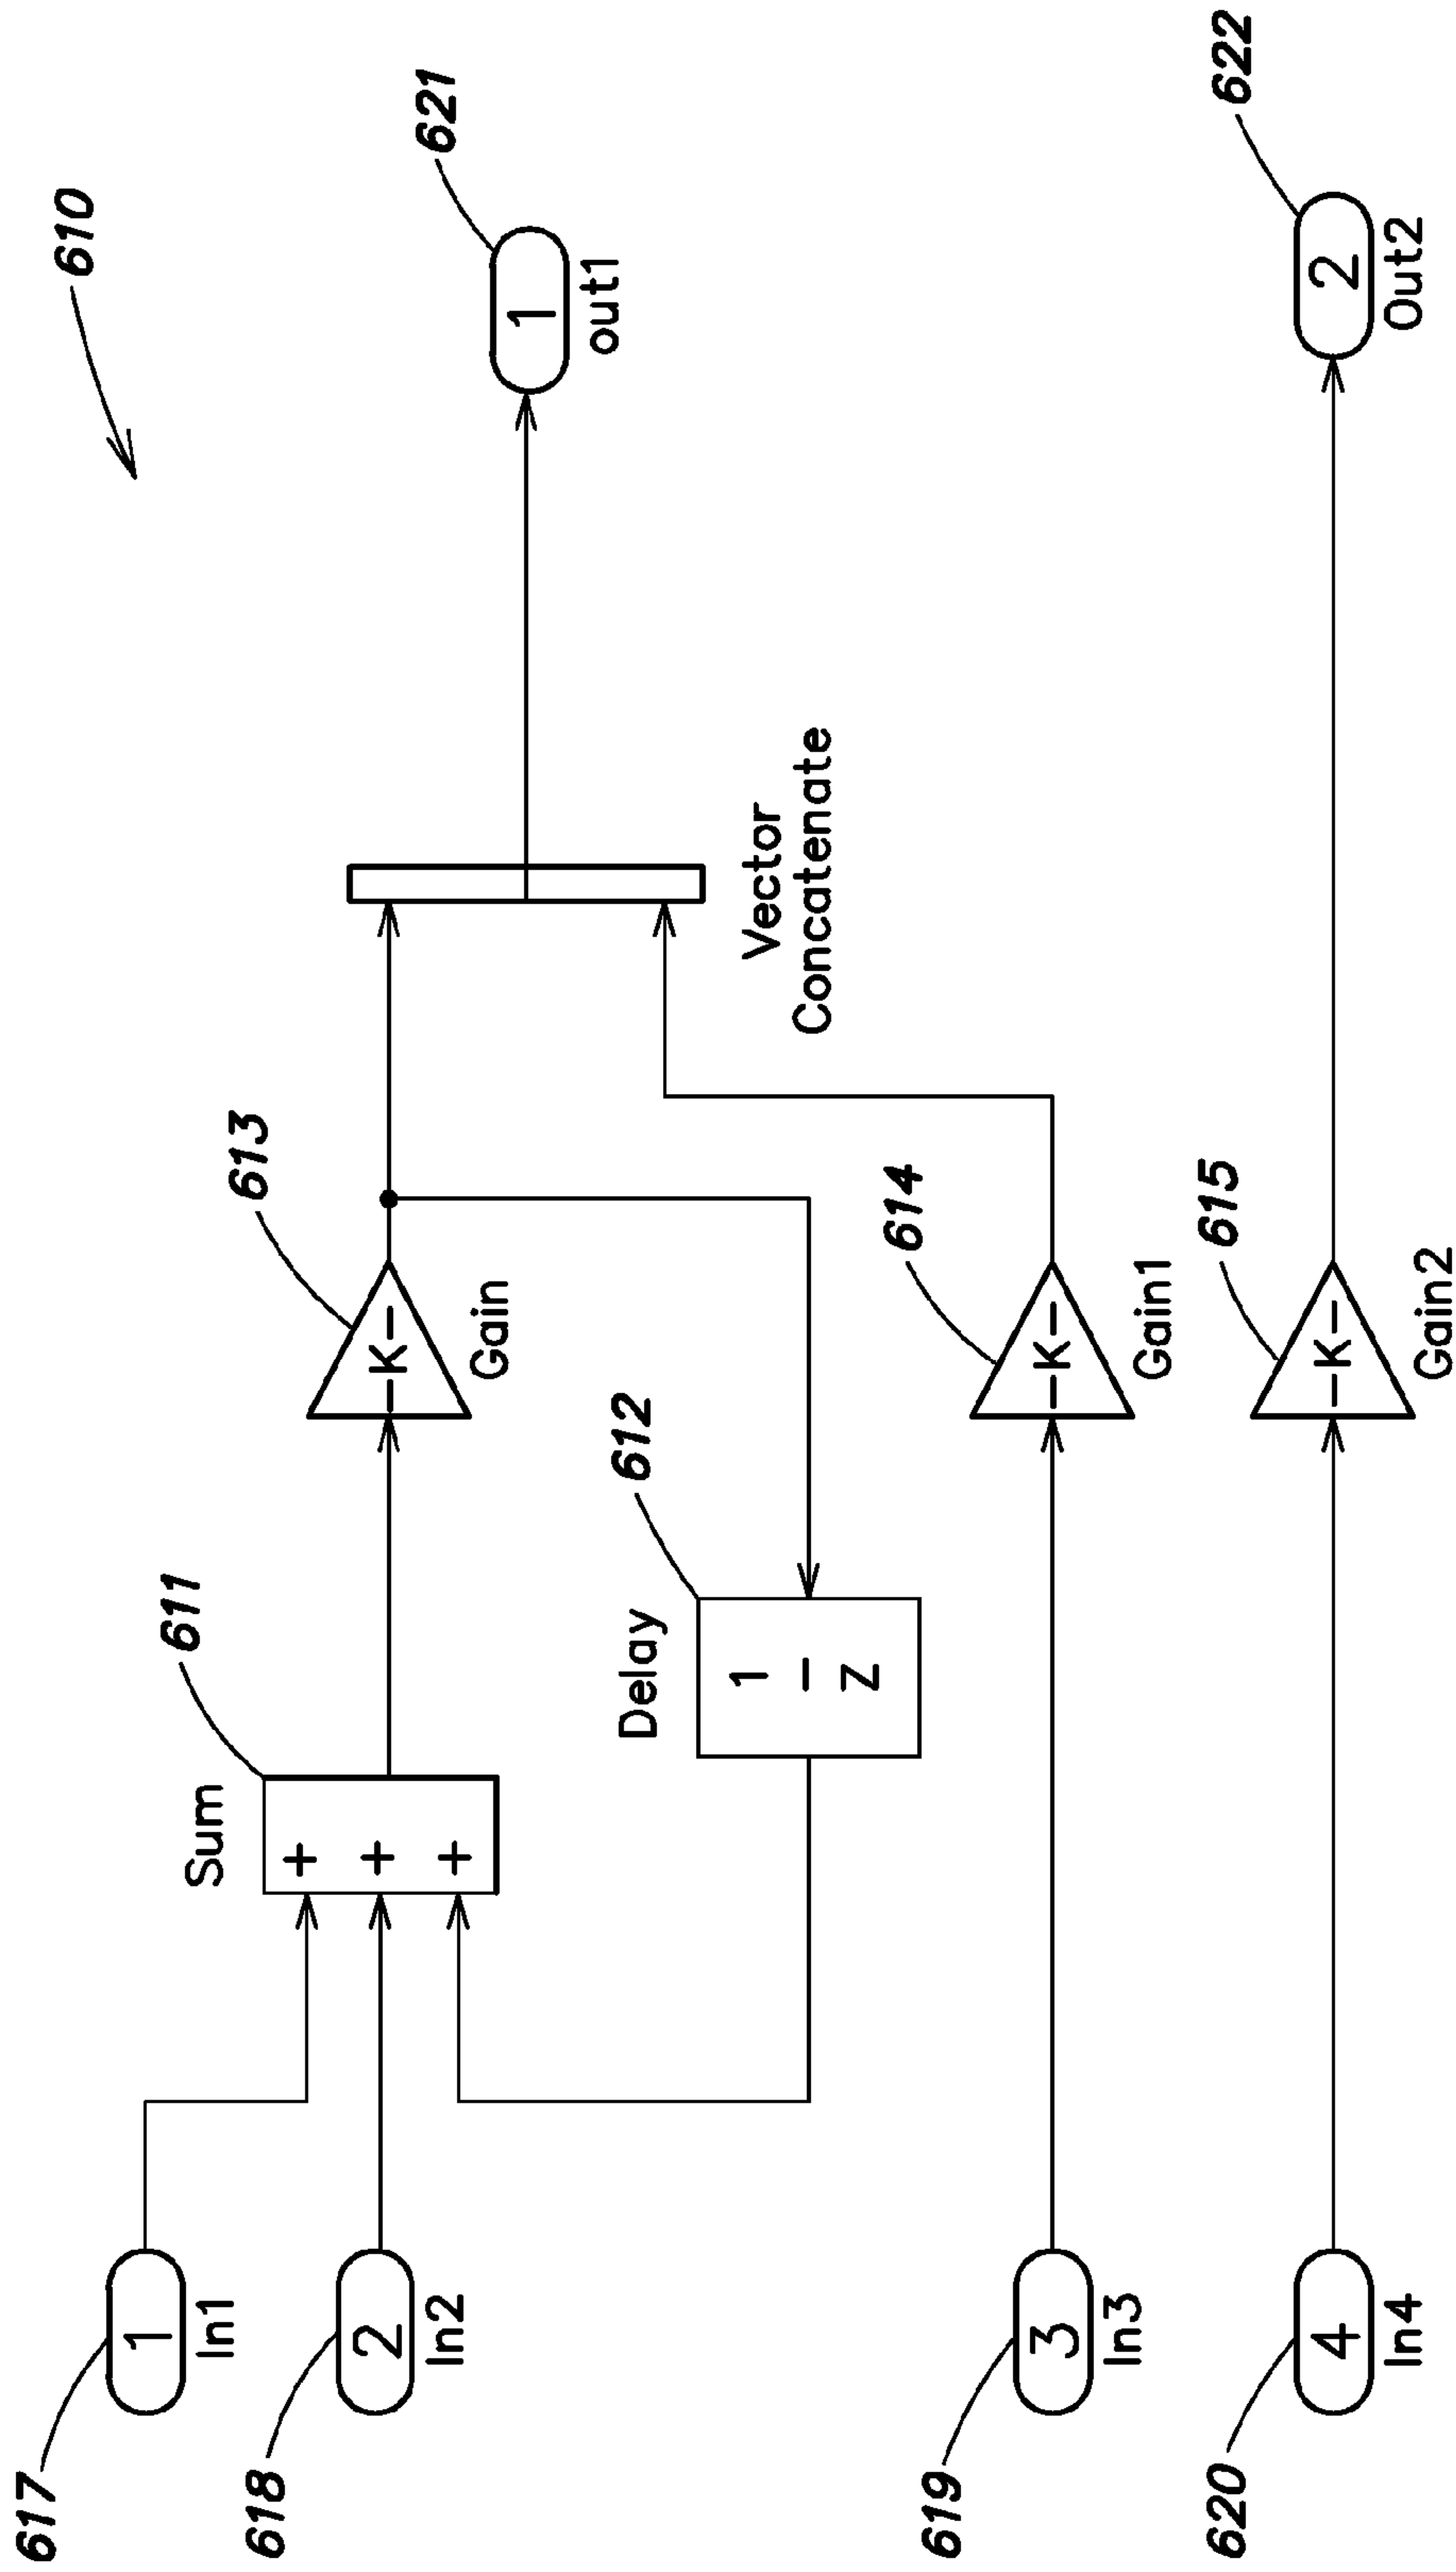 610
617
1
In1
618
2
In2
Sum
611
+
+
+
613
-K-
Gain
Delay
612
1
—
z
Vector
Concatenate
621
1
out1
619
3
In3
614
-K-
Gain1
620
4
In4
615
-K-
Gain2
622
2
Out2